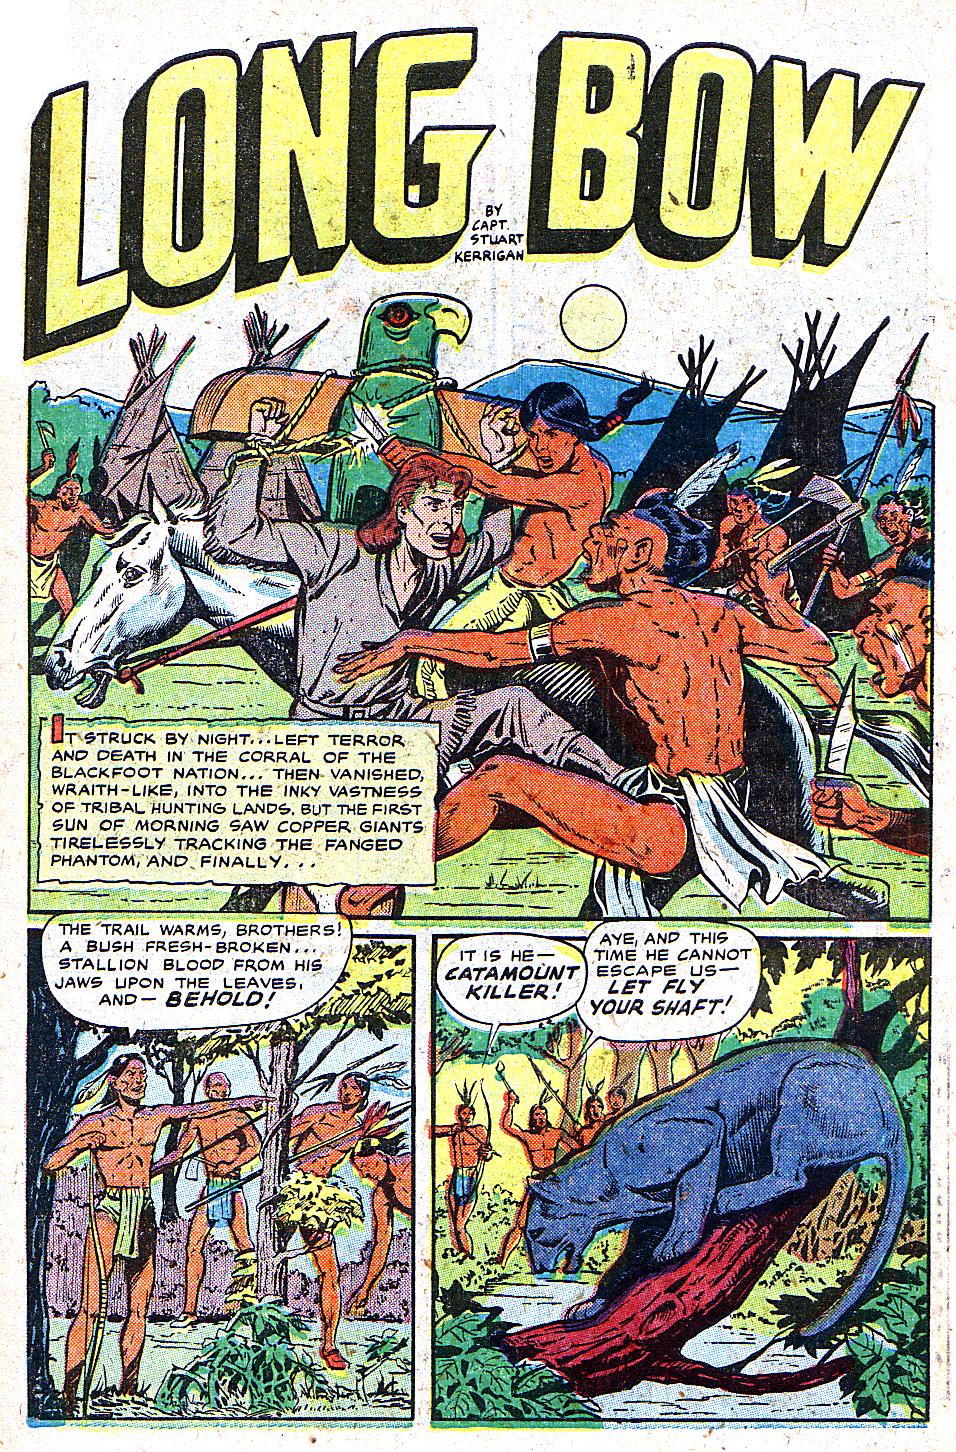 LONG BOW
BY
CAPT.
STUART
KERRIGAN
IT STRUCK BY NIGHT... LEFT TERROR
AND DEATH IN THE CORRAL OF THE
BLACKFOOT NATION... THEN VANISHED,
WRAITH-LIKE, INTO THE INKY VASTNESS
OF TRIBAL HUNTING LANDS. BUT THE FIRST
SUN OF MORNING SAW COPPER GIANTS
TIRELESSLY TRACKING THE FANGED
PHANTOM, AND FINALLY...
THE TRAIL WARMS, BROTHERS!
A BUSH FRESH-BROKEN...
STALLION BLOOD FROM HIS
JAWS UPON THE LEAVES,
AND— BEHOLD!
IT IS HE—
CATAMOUNT
KILLER!
AYE, AND THIS
TIME HE CANNOT
ESCAPE US—
LET FLY
YOUR SHAFT!